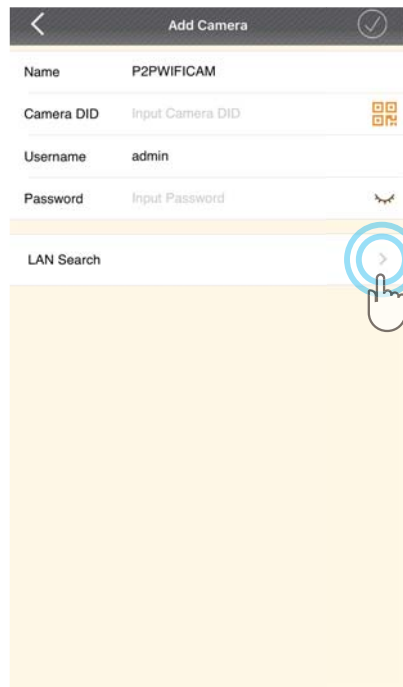 Add Camera
Name P2PWIFICAM
Camera DID Input Camera DID
Username admin
Password Input Password
LAN Search